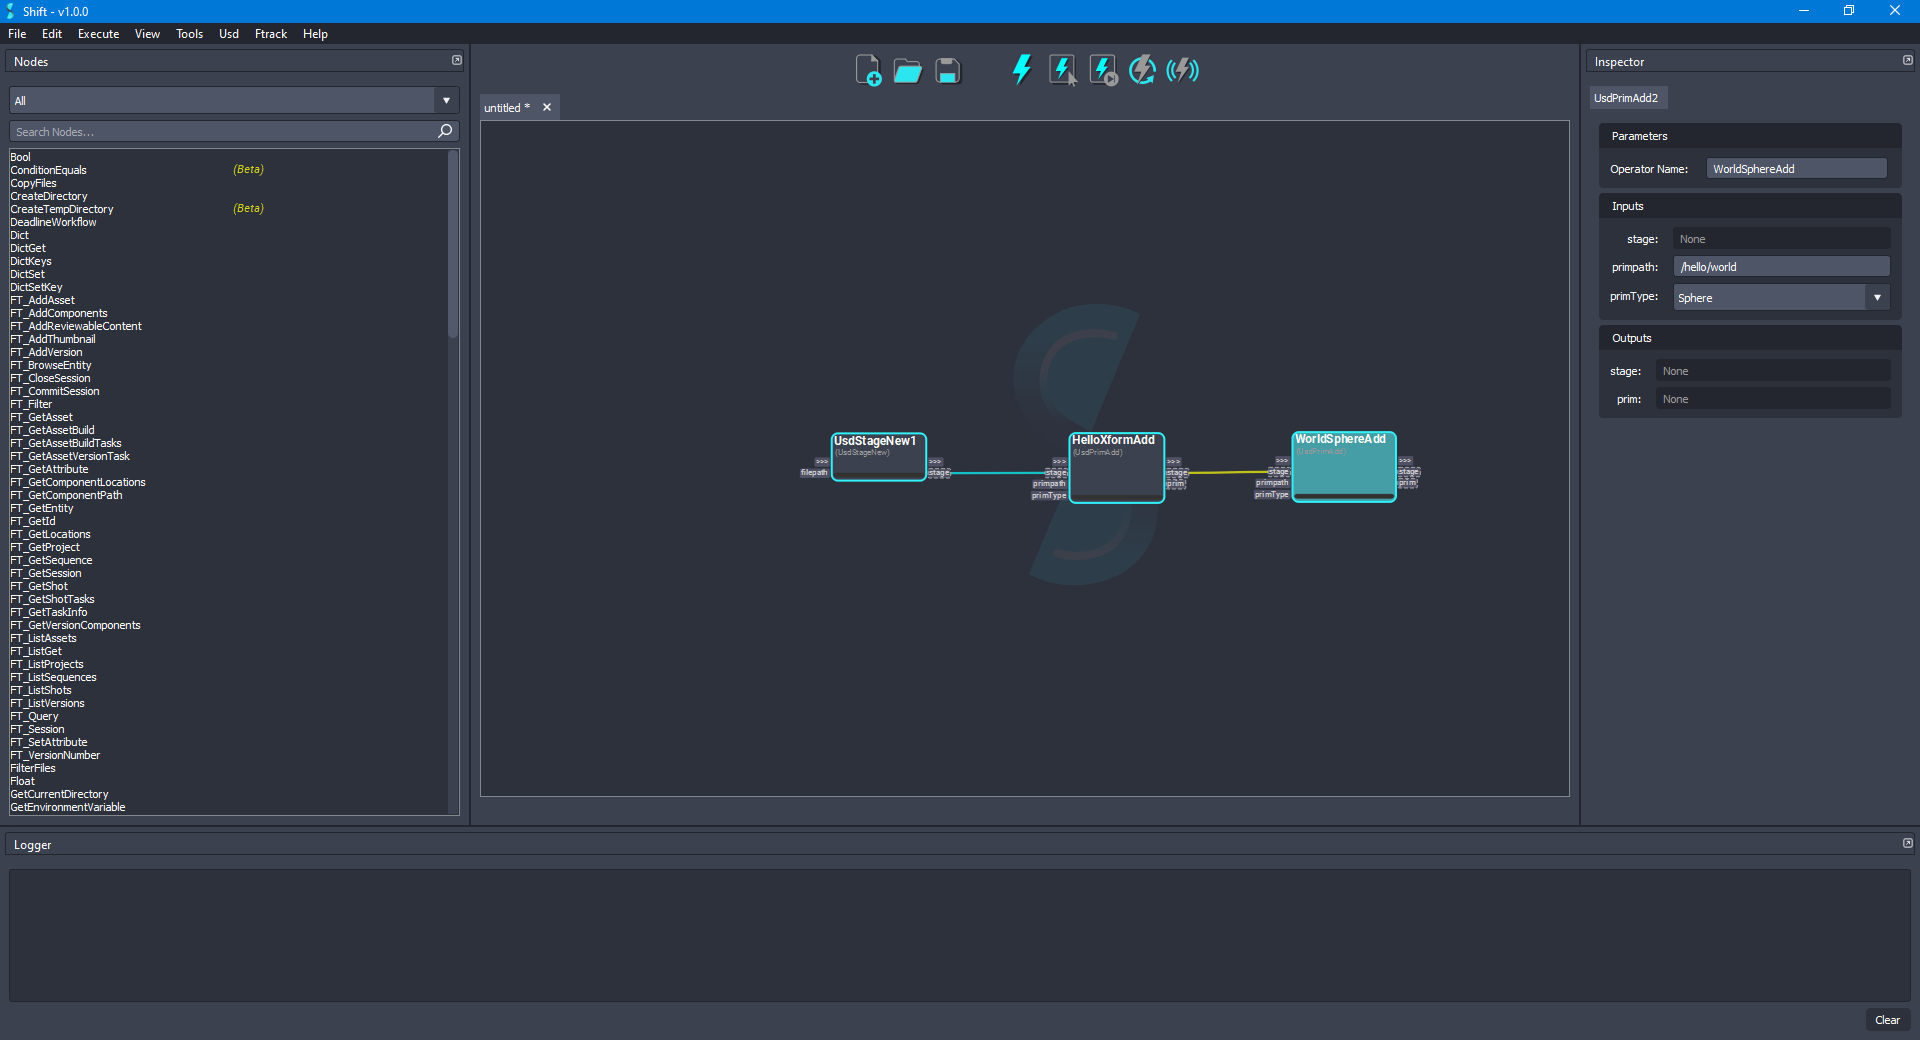 Shift - v1.0.0
File Edit Execute View Tools Usd Ftrack Help
Nodes
All
Search Nodes...
Bool
ConditionEquals (Beta)
CopyFiles
CreateDirectory
CreateTempDirectory (Beta)
DeadlineWorkflow
Dict
DictGet
DictKeys
DictSet
DictSetKey
FT_AddAsset
FT_AddComponents
FT_AddReviewableContent
FT_AddThumbnail
FT_AddVersion
FT_BrowseEntity
FT_CloseSession
FT_CommitSession
FT_Filter
FT_GetAsset
FT_GetAssetBuild
FT_GetAssetBuildTasks
FT_GetAssetVersionTask
FT_GetAttribute
FT_GetComponentLocations
FT_GetComponentPath
FT_GetEntity
FT_GetId
FT_GetLocations
FT_GetProject
FT_GetSequence
FT_GetSession
FT_GetShot
FT_GetShotTasks
FT_GetTaskInfo
FT_GetVersionComponents
FT_ListAssets
FT_ListGet
FT_ListProjects
FT_ListSequences
FT_ListShots
FT_ListVersions
FT_Query
FT_Session
FT_SetAttribute
FT_VersionNumber
FilterFiles
Float
GetCurrentDirectory
GetEnvironmentVariable
untitled *
UsdStageNew1
(UsdStageNew)
>>> >>>
filepath stage
HelloXformAdd
(UsdPrimAdd)
>>> >>>
stage stage
primpath prim
primType
WorldSphereAdd
(UsdPrimAdd)
>>> >>>
stage stage
primpath prim
primType
Inspector
UsdPrimAdd2
Parameters
Operator Name: WorldSphereAdd
Inputs
stage: None
primpath: /hello/world
primType: Sphere
Outputs
stage: None
prim: None
Logger
Clear